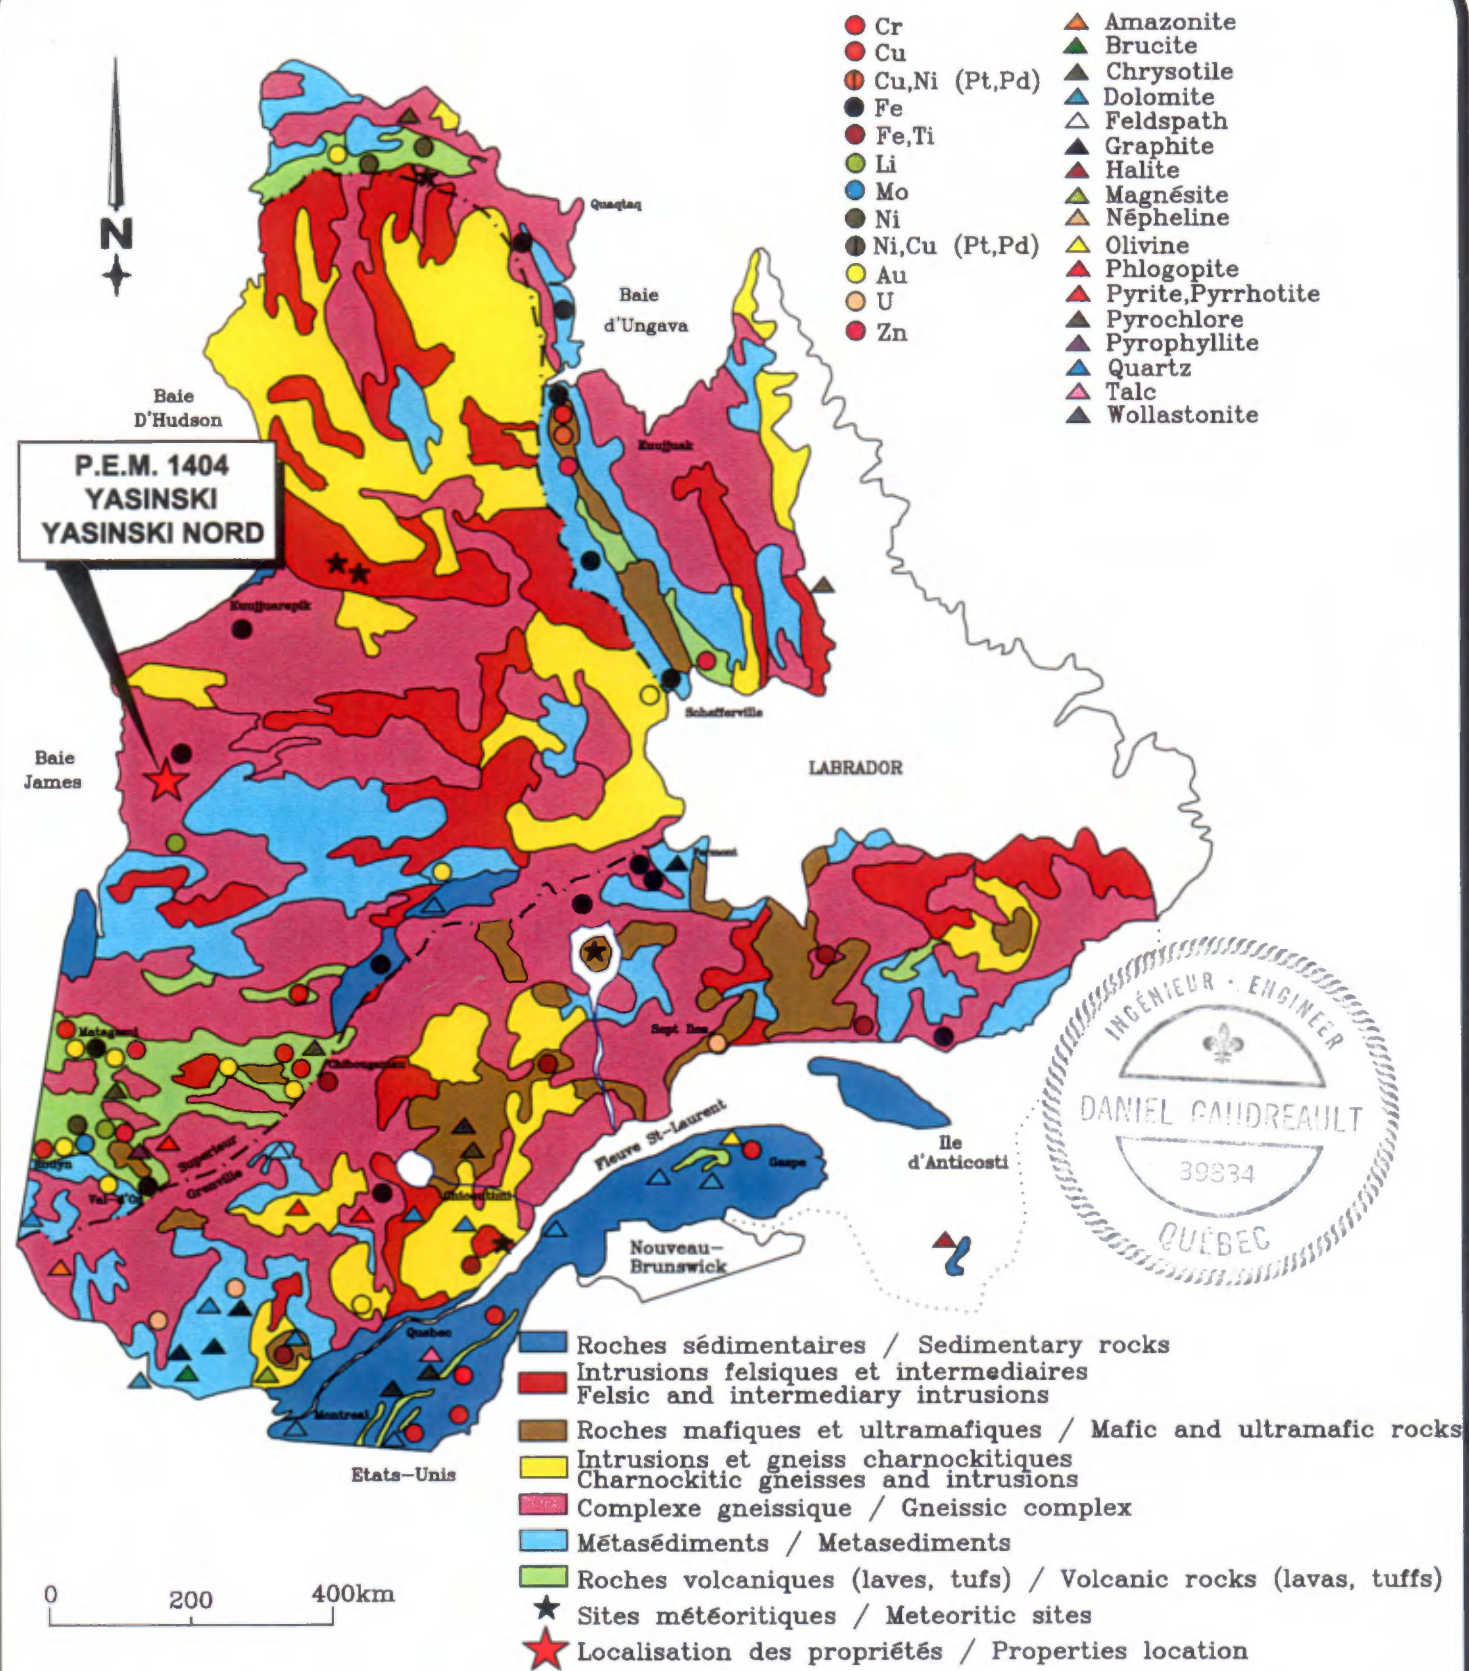 Cr
Cu
Cu,Ni (Pt,Pd)
Fe
Fe,Ti
Li
Mo
Ni
Ni,Cu (Pt,Pd)
Au
U
Zn
Amazonite
Brucite
Chrysotile
Dolomite
Feldspath
Graphite
Halite
Magnésite
Népheline
Olivine
Phlogopite
Pyrite,Pyrrhotite
Pyrochlore
Pyrophyllite
Quartz
Talc
Wollastonite
N
Quaqtaq
Baie
d'Ungava
Baie
D'Hudson
Kuujjuak
P.E.M. 1404
YASINSKI
YASINSKI NORD
Kuujjuarapik
Schefferville
Baie
James
LABRADOR
Fermont
Matagami
Chibougamau
Sept Iles
Rouyn
Val-d'Or
Superieur
Grenville
Chicoutimi
Fleuve St-Laurent
Gaspe
Ile
d'Anticosti
Nouveau-
Brunswick
Quebec
Montreal
Etats-Unis
INGÉNIEUR · ENGINEER
DANIEL GAUDREAULT
39834
QUÉBEC
Roches sédimentaires / Sedimentary rocks
Intrusions felsiques et intermediaires
Felsic and intermediary intrusions
Roches mafiques et ultramafiques / Mafic and ultramafic rocks
Intrusions et gneiss charnockitiques
Charnockitic gneisses and intrusions
Complexe gneissique / Gneissic complex
Métasédiments / Metasediments
Roches volcaniques (laves, tufs) / Volcanic rocks (lavas, tuffs)
Sites météoritiques / Meteoritic sites
Localisation des propriétés / Properties location
0 200 400km